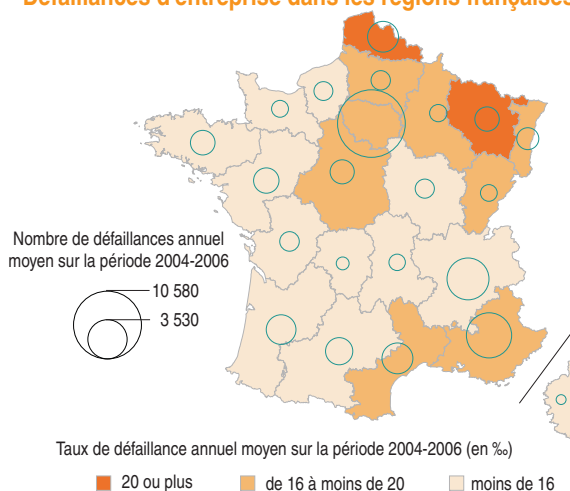 Défaillances d'entreprise dans les régions françaises
Nombre de défaillances annuel
moyen sur la période 2004-2006
10 580
3 530
Taux de défaillance annuel moyen sur la période 2004-2006 (en ‰)
20 ou plus
de 16 à moins de 20
moins de 16